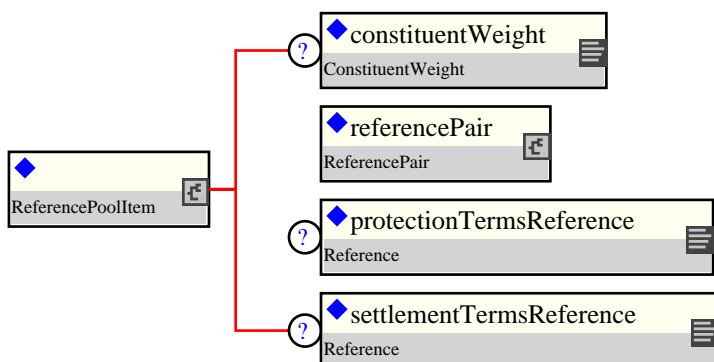 ?
constituentWeight
ConstituentWeight
referencePair
ReferencePair
ReferencePoolItem
?
protectionTermsReference
Reference
?
settlementTermsReference
Reference